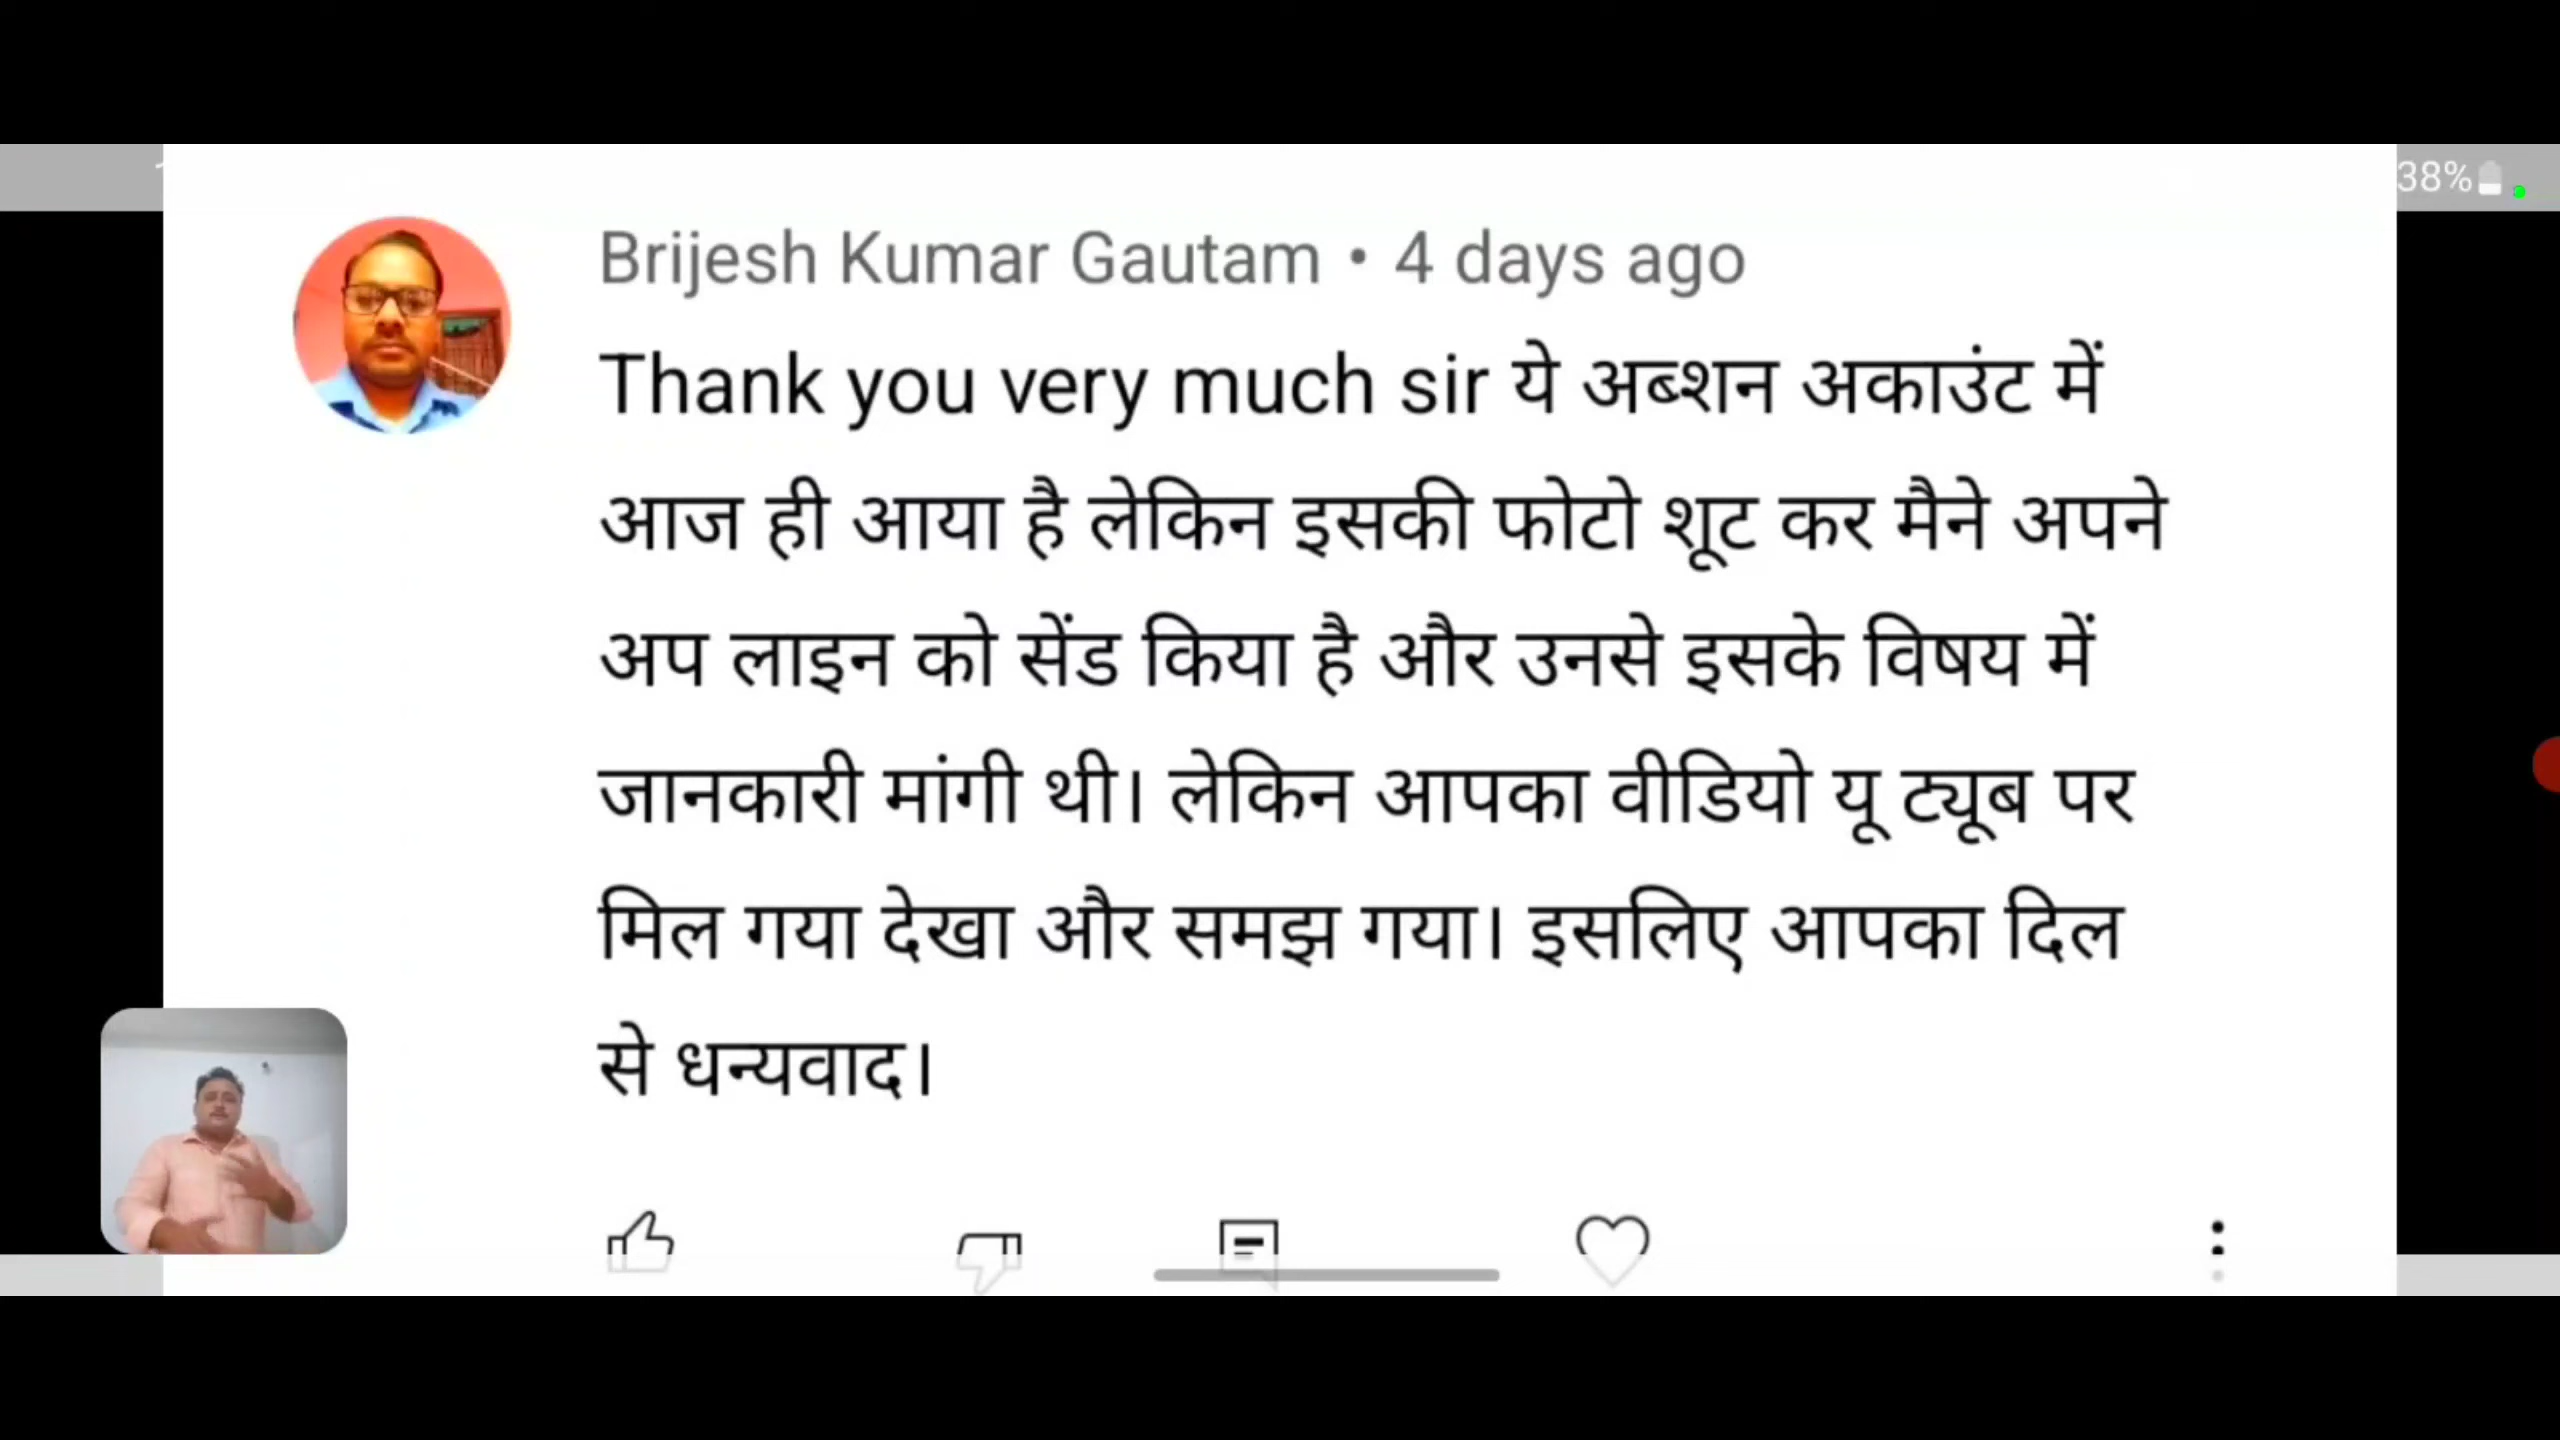 38%
Brijesh Kumar Gautam • 4 days ago
Thank you very much sir ये अब्शन अकाउंट में
आज ही आया है लेकिन इसकी फोटो शूट कर मैने अपने
अप लाइन को सेंड किया है और उनसे इसके विषय में
जानकारी मांगी थी। लेकिन आपका वीडियो यू ट्यूब पर
मिल गया देखा और समझ गया। इसलिए आपका दिल
से धन्यवाद।